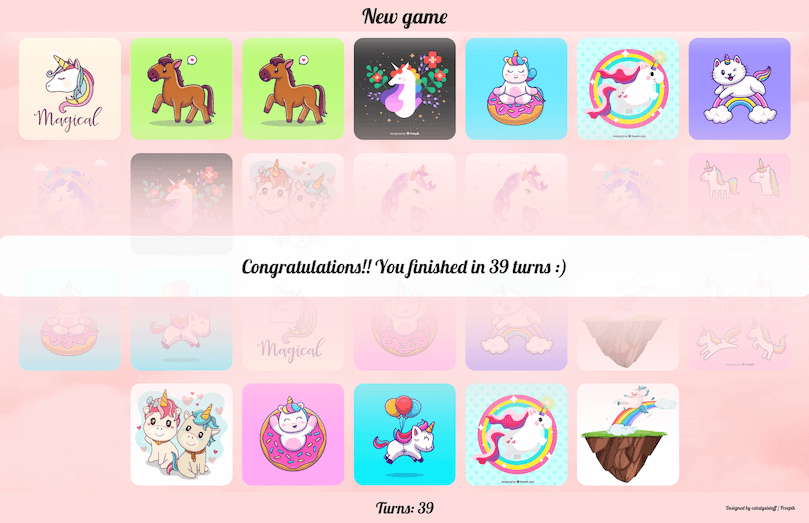 New game
Magical
Congratulations!! You finished in 39 turns :)
Magical
Turns: 39
Designed by catalyststuff / Freepik